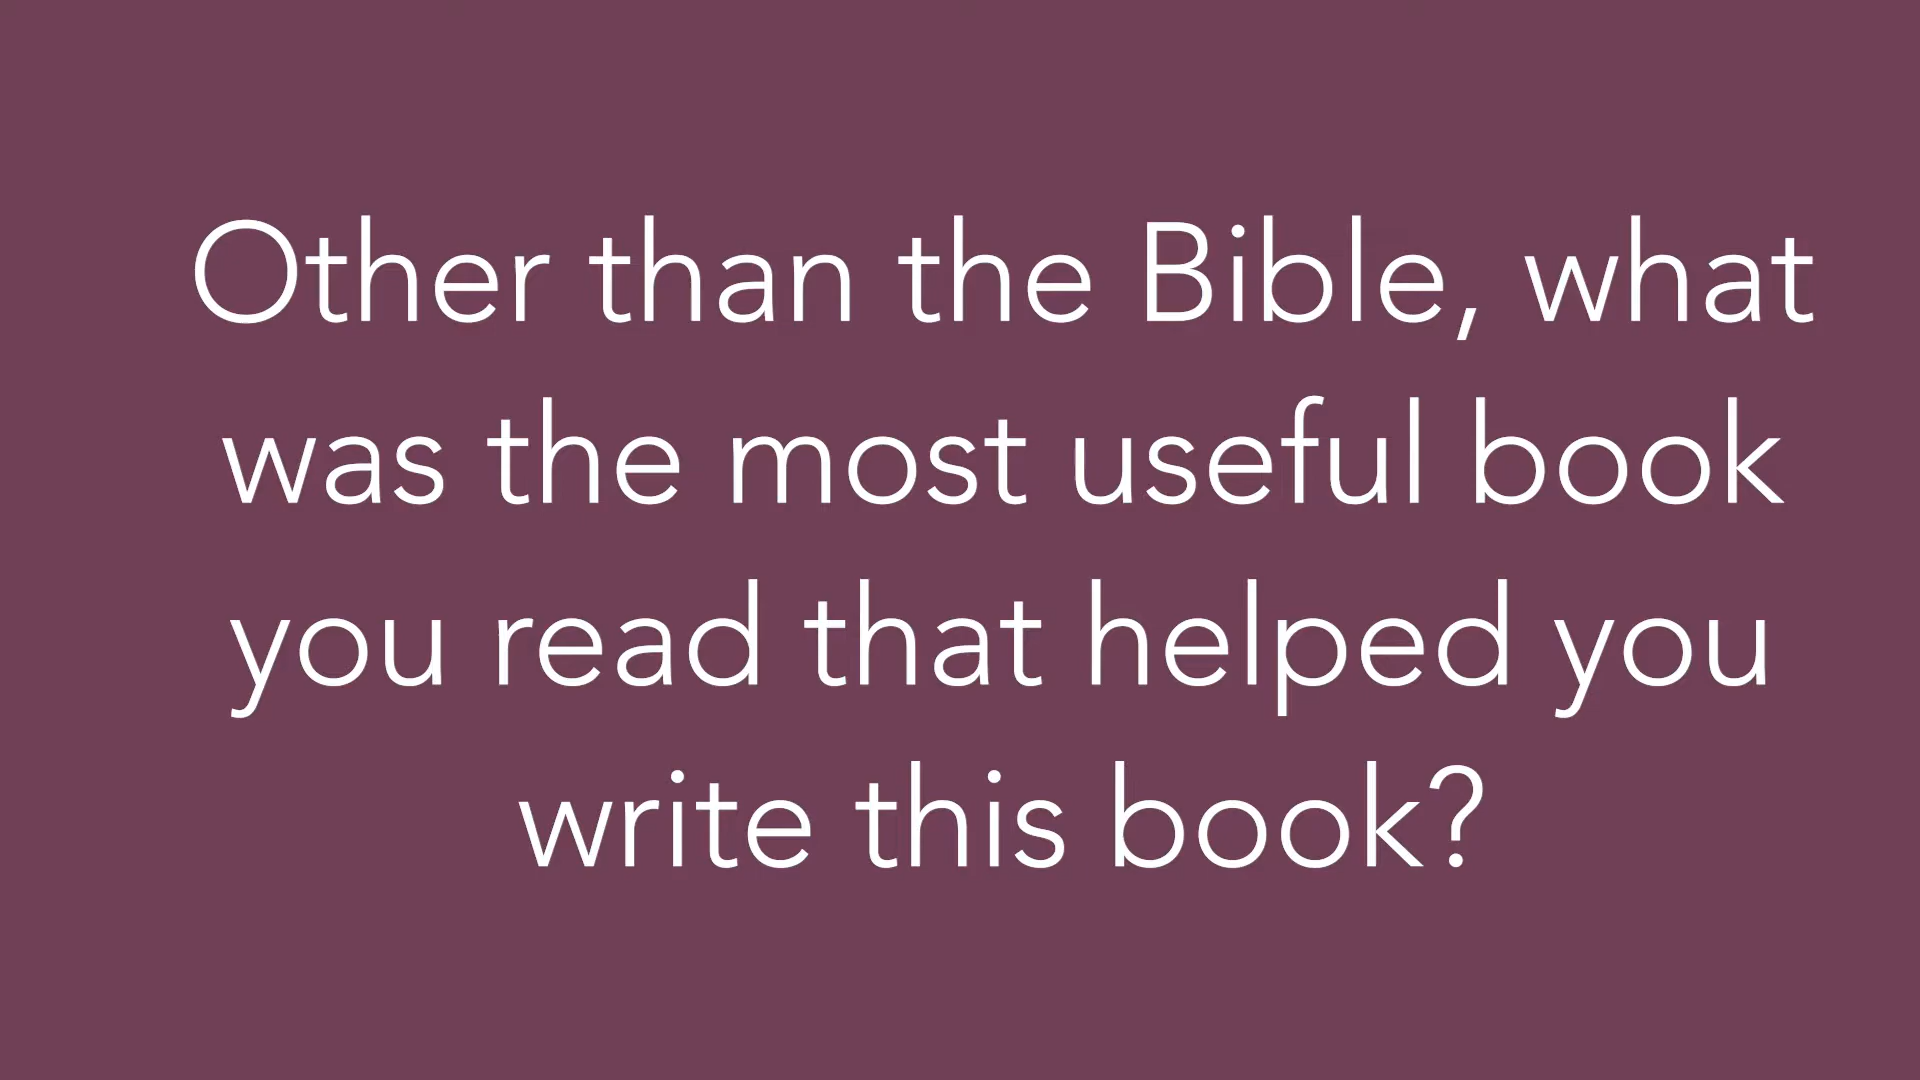 Other than the Bible, what
was the most useful book
you read that helped you
write this book?